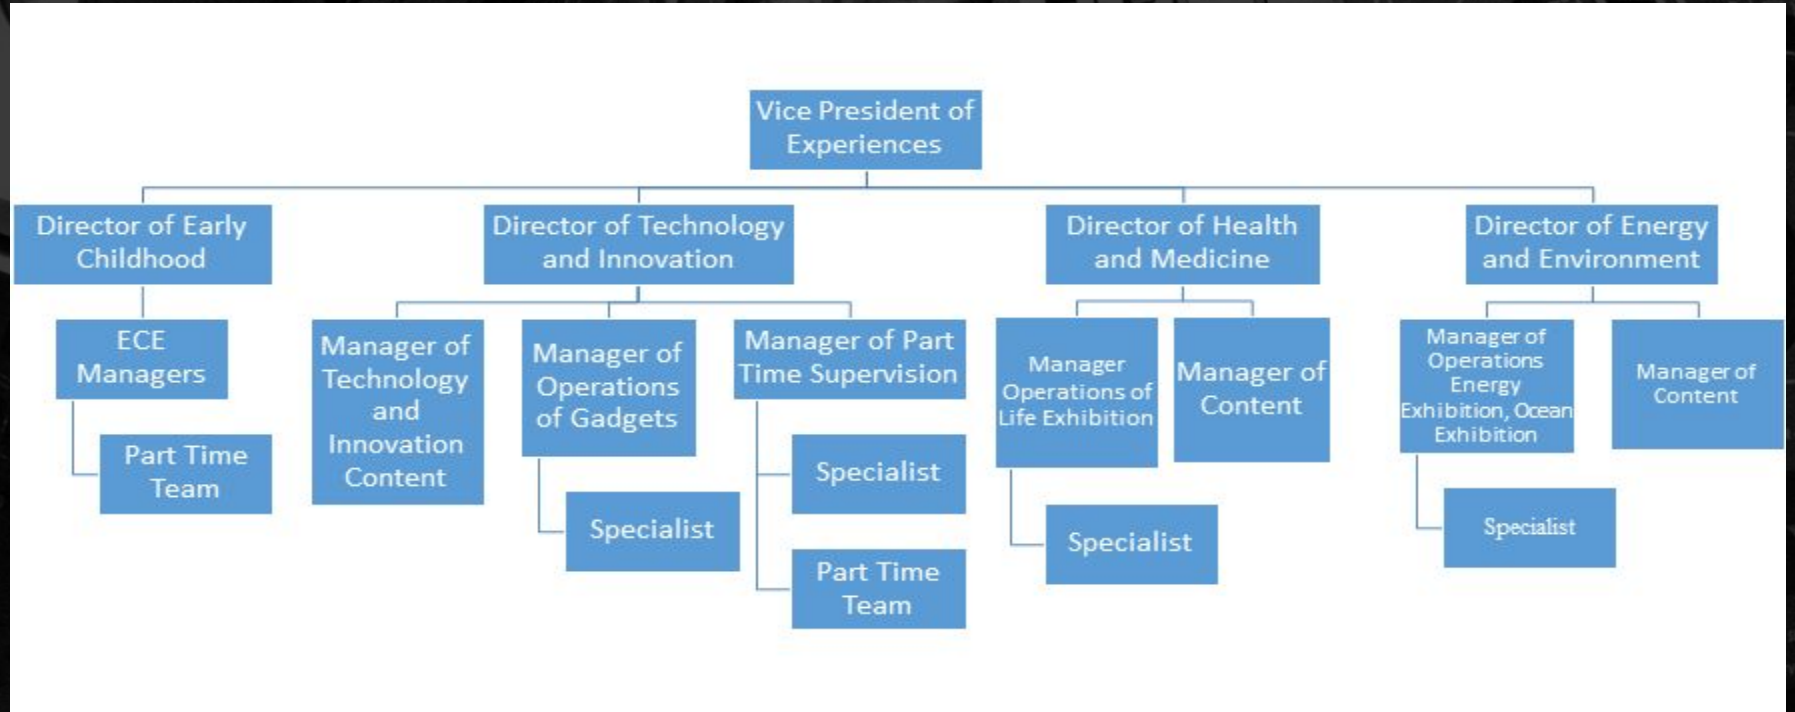 Vice President of
Experiences
Director of Early
Childhood
Director of Technology
and Innovation
Director of Health
and Medicine
Director of Energy
and Environment
ECE
Managers
Part Time
Team
Manager of
Technology
and
Innovation
Content
Manager of
Operations
of Gadgets
Specialist
Manager of Part
Time Supervision
Specialist
Part Time
Team
Manager
Operations of
Life Exhibition
Specialist
Manager of
Content
Manager of
Operations
Energy
Exhibition, Ocean
Exhibition
Specialist
Manager of
Content